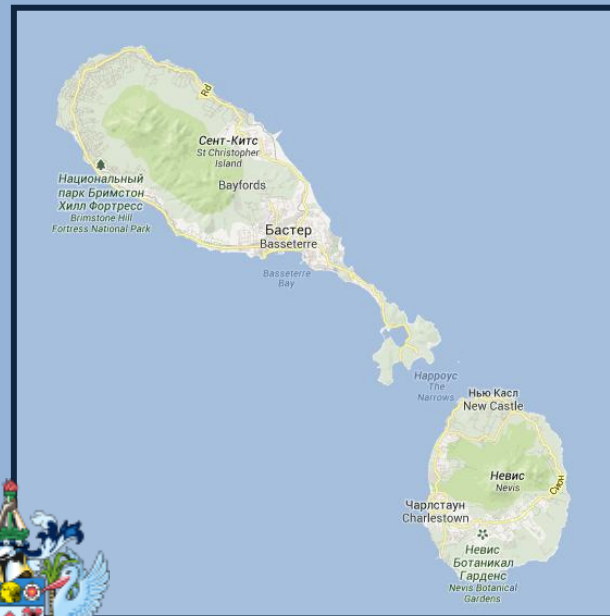 Rd
Сент-Китс
St Christopher
Island
Bayfords
Национальный
парк Бримстон
Хилл Фортресс
Brimstone Hill
Fortress National Park
Бастер
Basseterre
Basseterre
Bay
Нарроус
The
Narrows
Нью Касл
New Castle
Невис
Nevis
Сион
Чарлстаун
Charlestown
Невис
Ботаникал
Гарденс
Nevis Botanical
Gardens